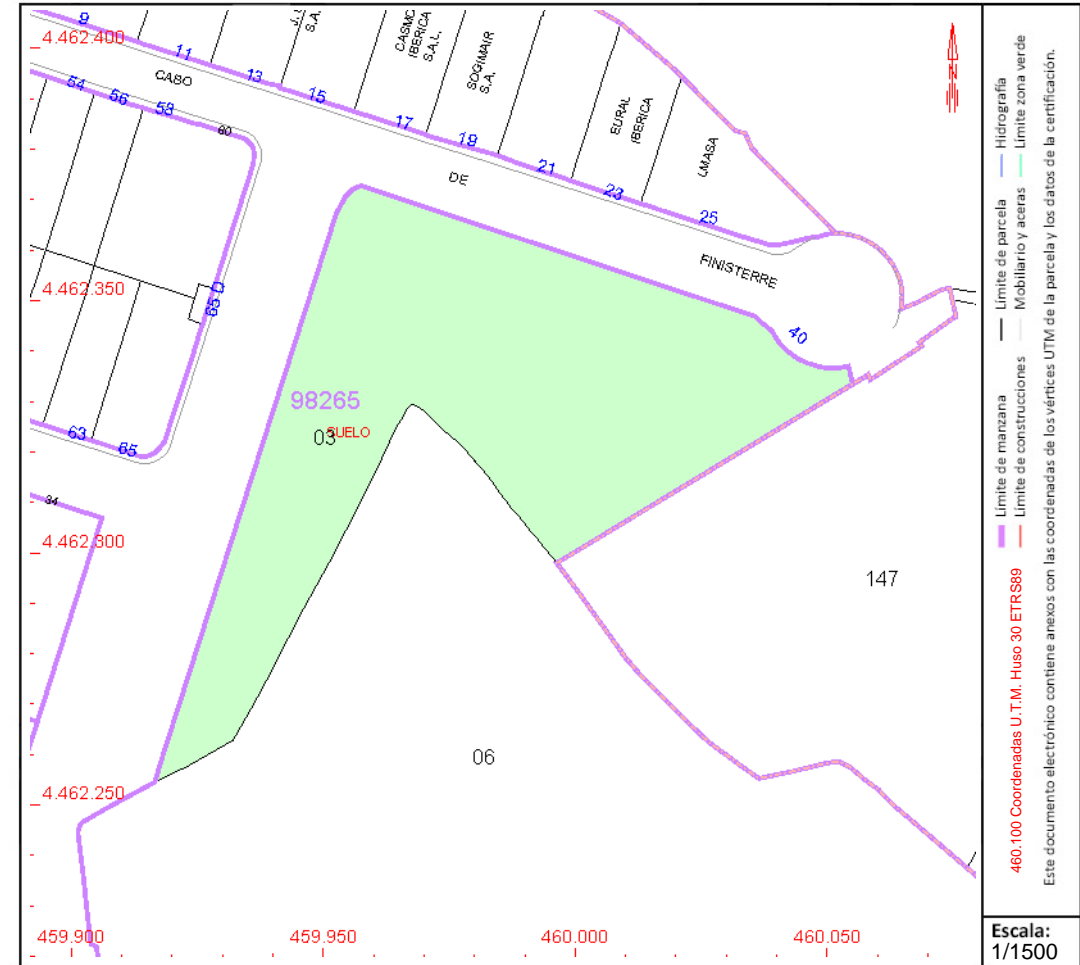 9
4.462.400
11
J.
S.A.
CASMO
IBERICA
S.A.L.
SOGIMAIR
S.A.
13
CABO
54
56
58
60
15
17
19
EURAL
IBERICA
UMASA
DE
21
23
25
4.462.350
65 D
FINISTERRE
40
98265
03
SUELO
63
65
34
4.462.300
147
06
4.462.250
459.900
459.950
460.000
460.050
N
Hidrografía
Límite zona verde
Límite de parcela
Mobiliario y aceras
Límite de manzana
Límite de construcciones
460.100 Coordenadas U.T.M. Huso 30 ETRS89
Este documento electrónico contiene anexos con las coordenadas de los vértices UTM de la parcela y los datos de la certificación.
Escala:
1/1500